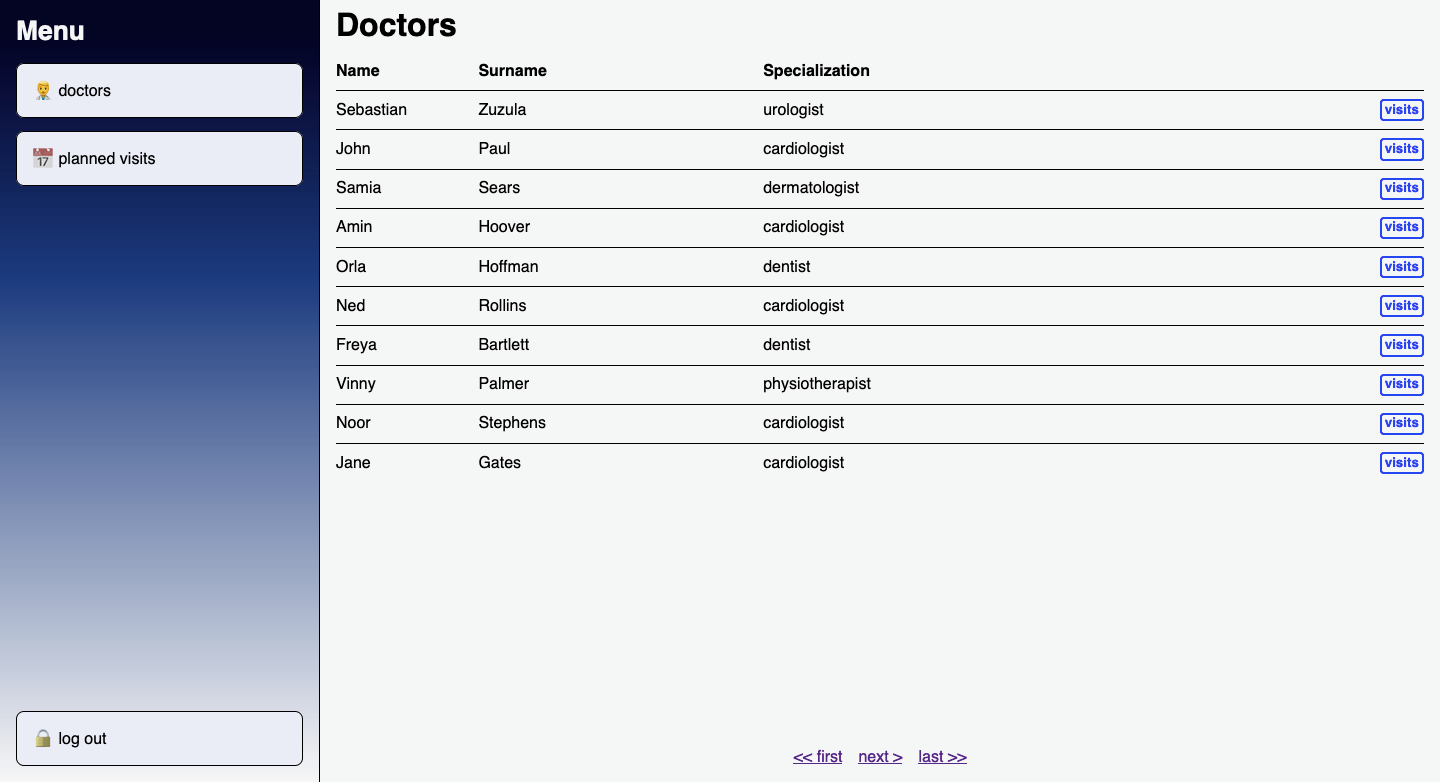 Menu
doctors
17 planned visits
log out
Doctors
Name Surname Specialization
Sebastian Zuzula urologist visits
John Paul cardiologist visits
Samia Sears dermatologist visits
Amin Hoover cardiologist visits
Orla Hoffman dentist visits
Ned Rollins cardiologist visits
Freya Bartlett dentist visits
Vinny Palmer physiotherapist visits
Noor Stephens cardiologist visits
Jane Gates cardiologist visits
<< first next > last >>